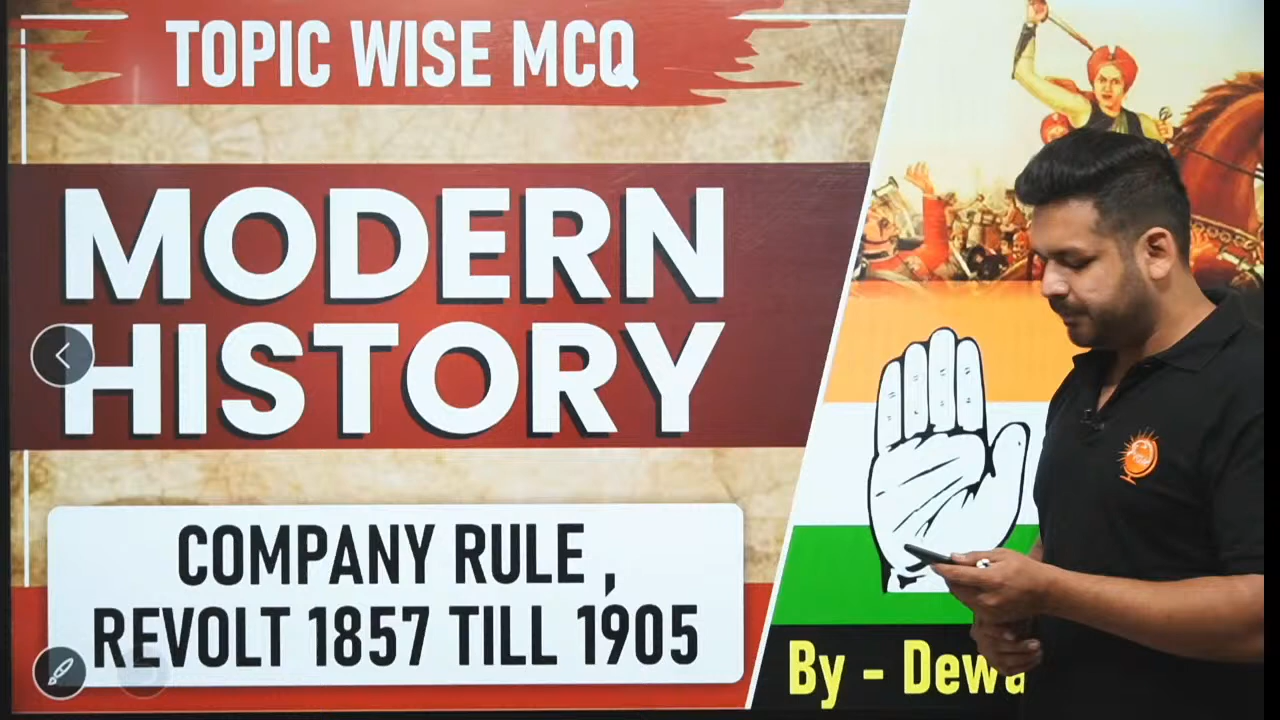 TOPIC WISE MCQ
MODERN
HISTORY
COMPANY RULE ,
REVOLT 1857 TILL 1905
By - Dewa